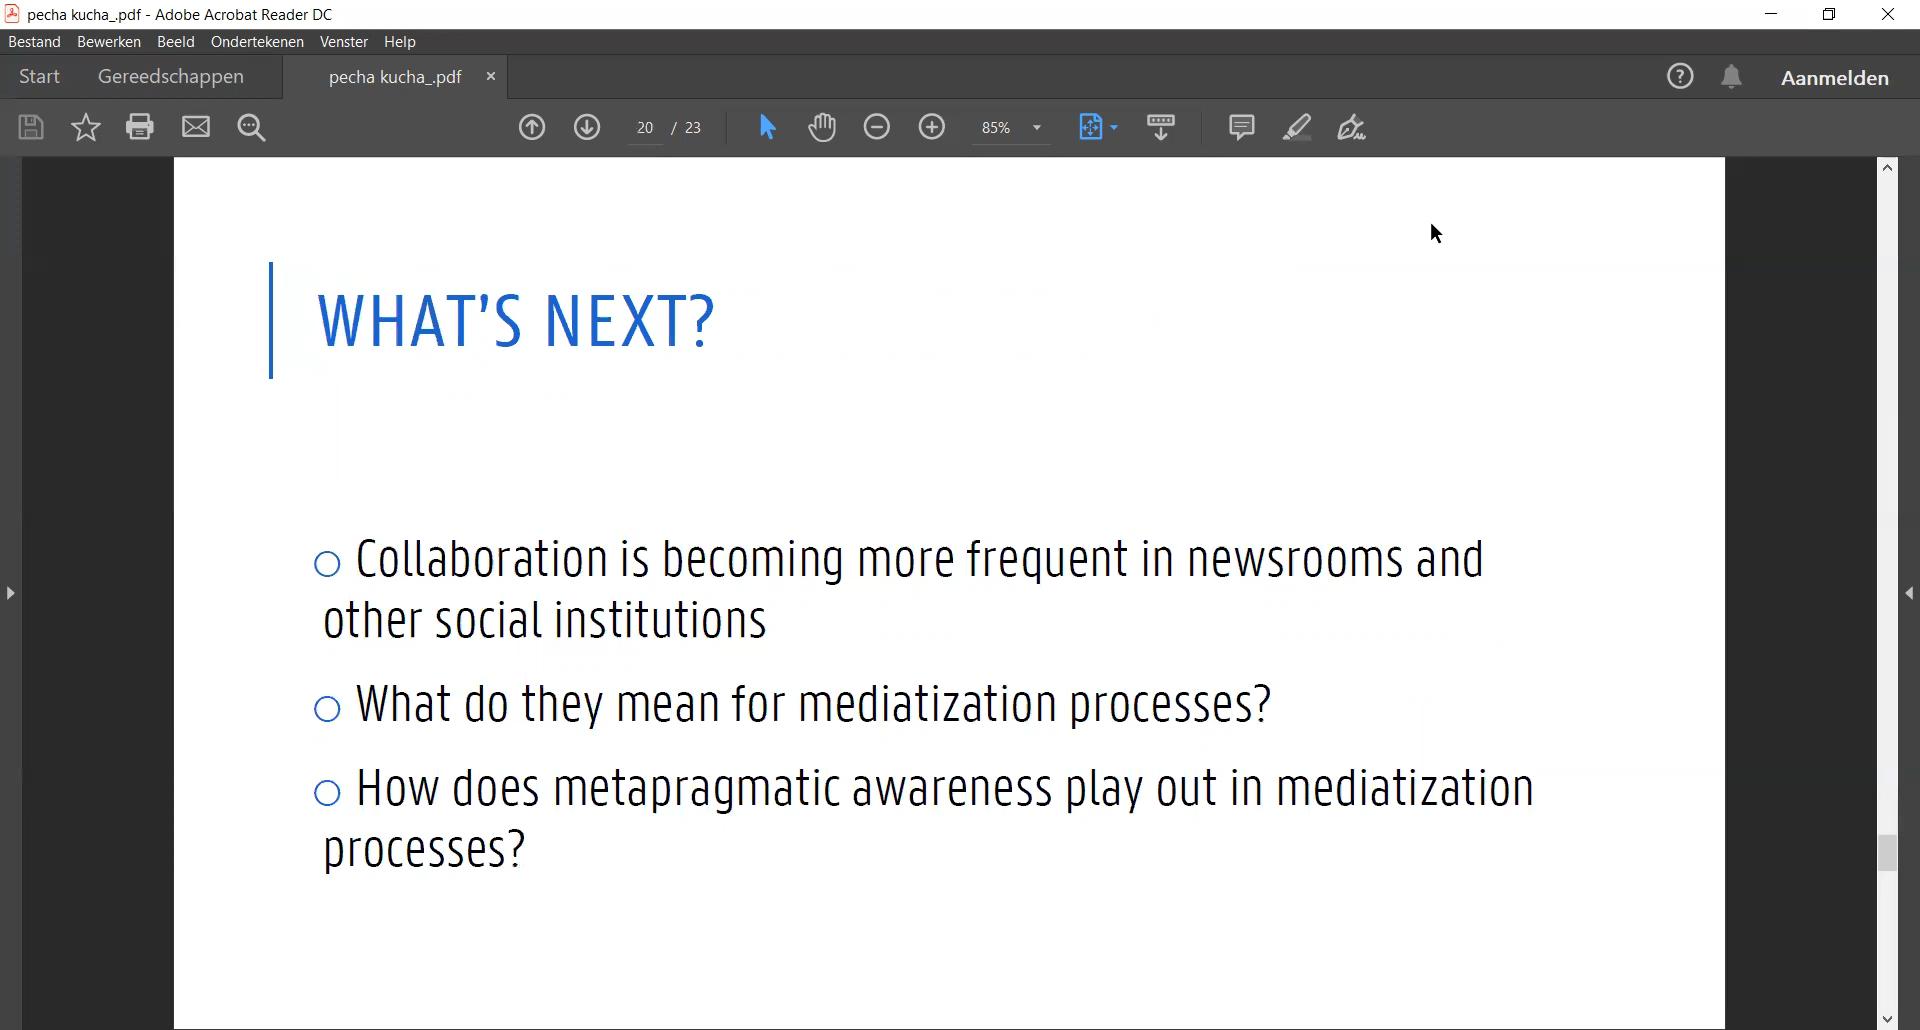 pecha kucha_.pdf - Adobe Acrobat Reader DC
Bestand Bewerken Beeld Ondertekenen Venster Help
Start Gereedschappen pecha kucha_.pdf Aanmelden
20 / 23 85%
WHAT'S NEXT?
Collaboration is becoming more frequent in newsrooms and
other social institutions
What do they mean for mediatization processes?
How does metapragmatic awareness play out in mediatization
processes?